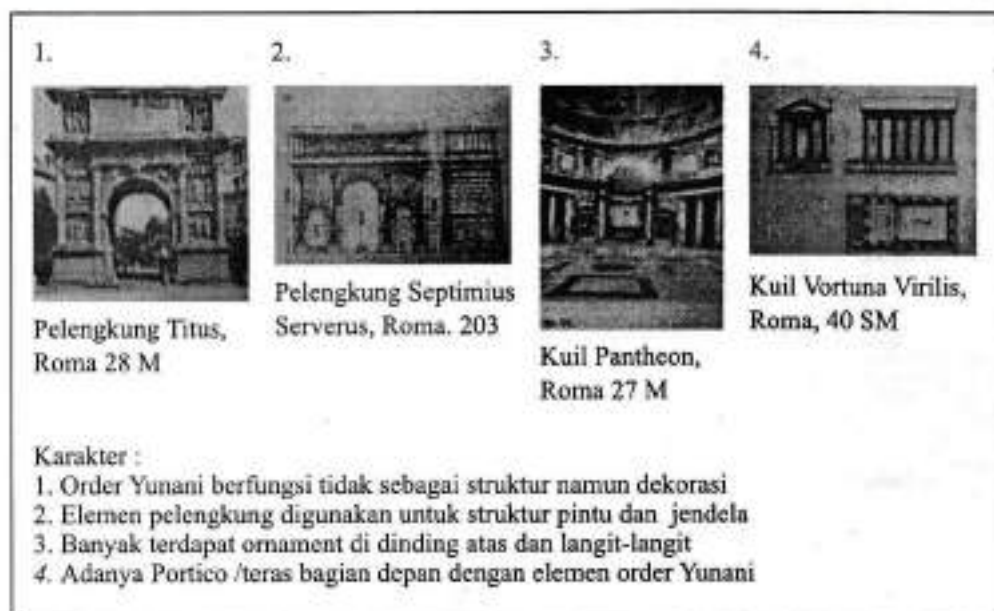 1.
2.
3.
4.
Pelengkung Titus,
Roma 28 M
Pelengkung Septimius
Serverus, Roma. 203
Kuil Pantheon,
Roma 27 M
Kuil Vortuna Virilis,
Roma, 40 SM
Karakter :
1. Order Yunani berfungsi tidak sebagai struktur namun dekorasi
2. Elemen pelengkung digunakan untuk struktur pintu dan jendela
3. Banyak terdapat ornament di dinding atas dan langit-langit
4. Adanya Portico /teras bagian depan dengan elemen order Yunani